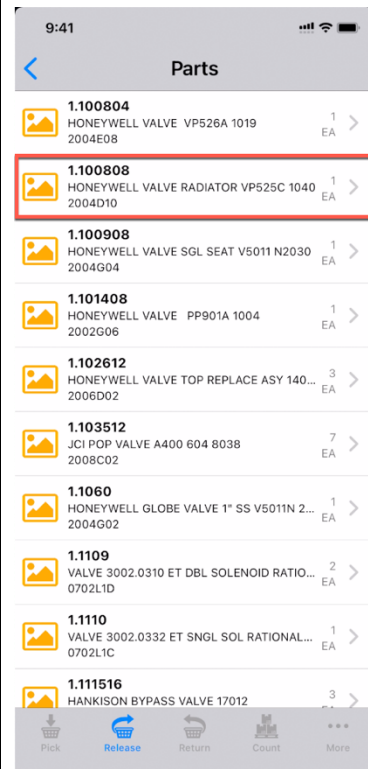 9:41
Parts
1.100804
HONEYWELL VALVE VP526A 1019
2004E08
1
EA
1.100808
HONEYWELL VALVE RADIATOR VP525C 1040
2004D10
1
EA
1.100908
HONEYWELL VALVE SGL SEAT V5011 N2030
2004G04
1
EA
1.101408
HONEYWELL VALVE PP901A 1004
2002G06
1
EA
1.102612
HONEYWELL VALVE TOP REPLACE ASY 140...
2006D02
3
EA
1.103512
JCI POP VALVE A400 604 8038
2008C02
7
EA
1.1060
HONEYWELL GLOBE VALVE 1" SS V5011N 2...
2004G02
1
EA
1.1109
VALVE 3002.0310 ET DBL SOLENOID RATIO...
0702L1D
2
EA
1.1110
VALVE 3002.0332 ET SNGL SOL RATIONAL...
0702L1C
1
EA
1.111516
HANKISON BYPASS VALVE 17012
3
Pick Release Return Count More